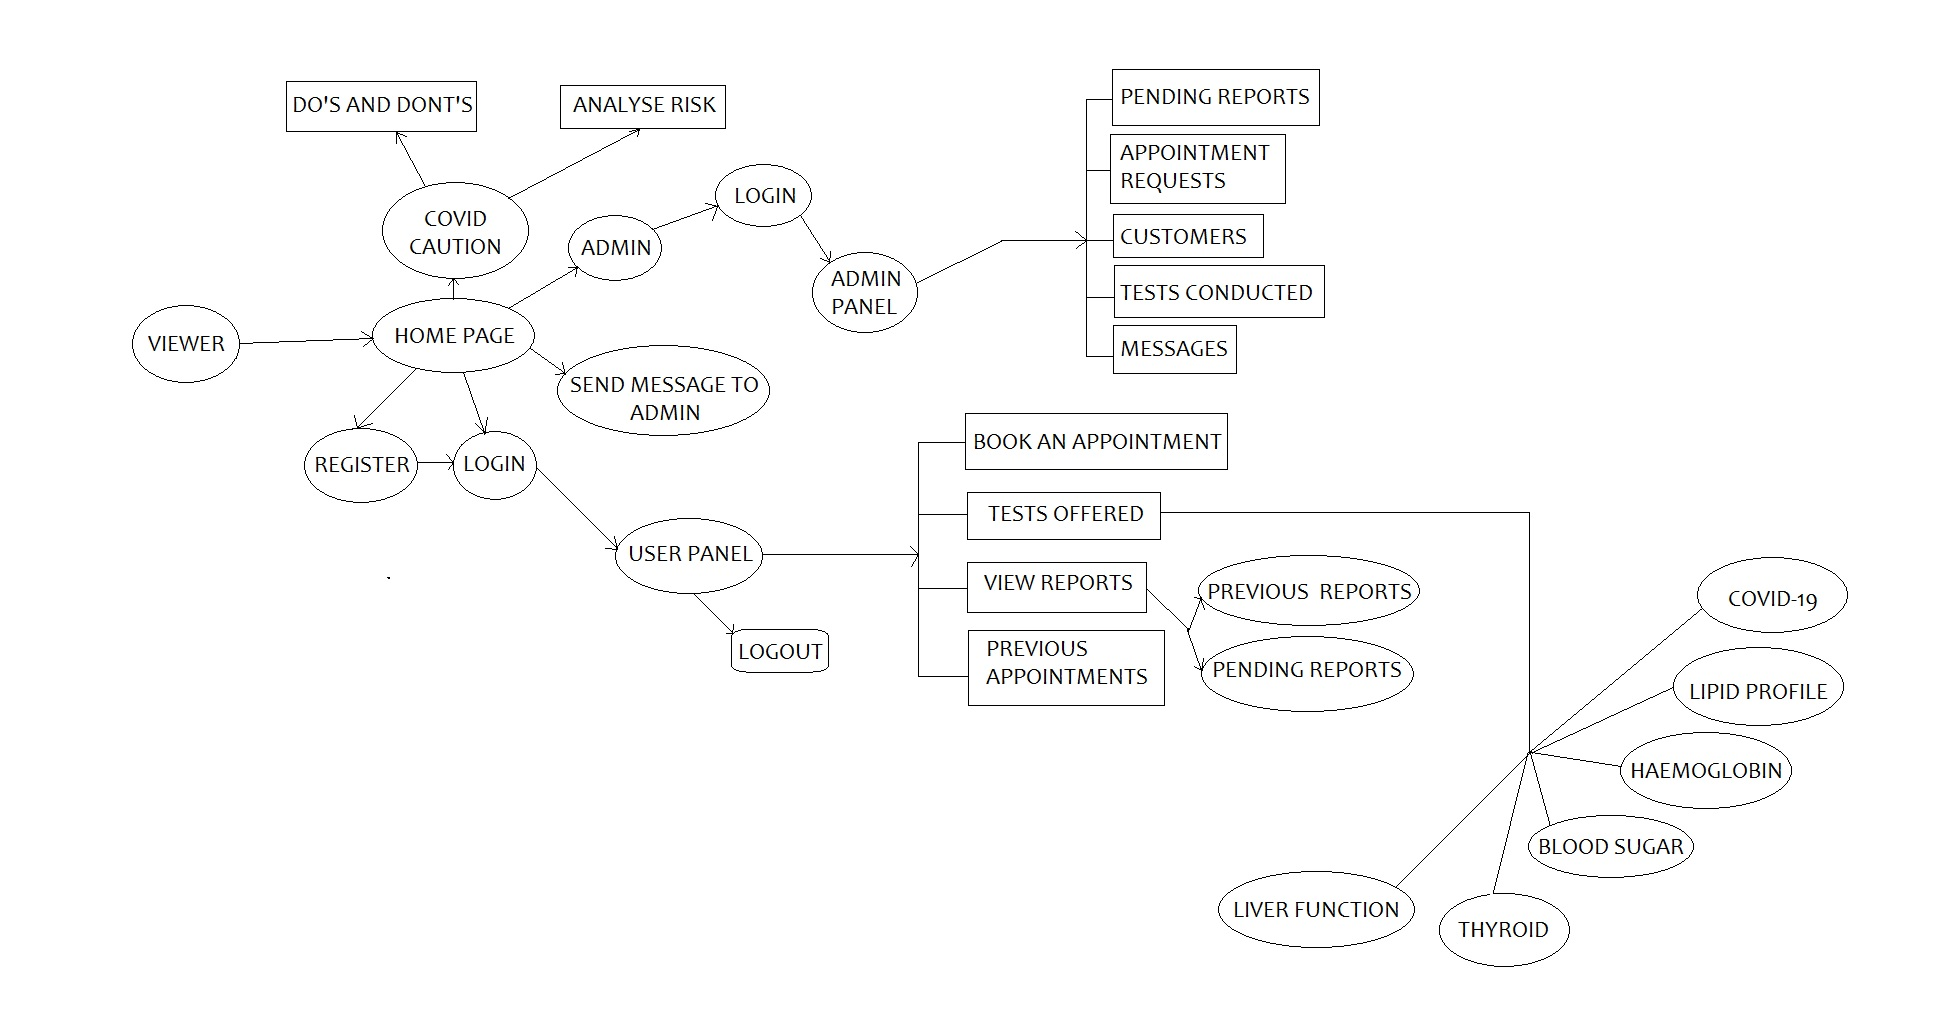 DO'S AND DONT'S
ANALYSE RISK
COVID
CAUTION
ADMIN
LOGIN
ADMIN
PANEL
PENDING REPORTS
APPOINTMENT
REQUESTS
CUSTOMERS
TESTS CONDUCTED
MESSAGES
VIEWER
HOME PAGE
SEND MESSAGE TO
ADMIN
REGISTER
LOGIN
USER PANEL
LOGOUT
BOOK AN APPOINTMENT
TESTS OFFERED
VIEW REPORTS
PREVIOUS
APPOINTMENTS
PREVIOUS REPORTS
PENDING REPORTS
COVID-19
LIPID PROFILE
HAEMOGLOBIN
BLOOD SUGAR
THYROID
LIVER FUNCTION